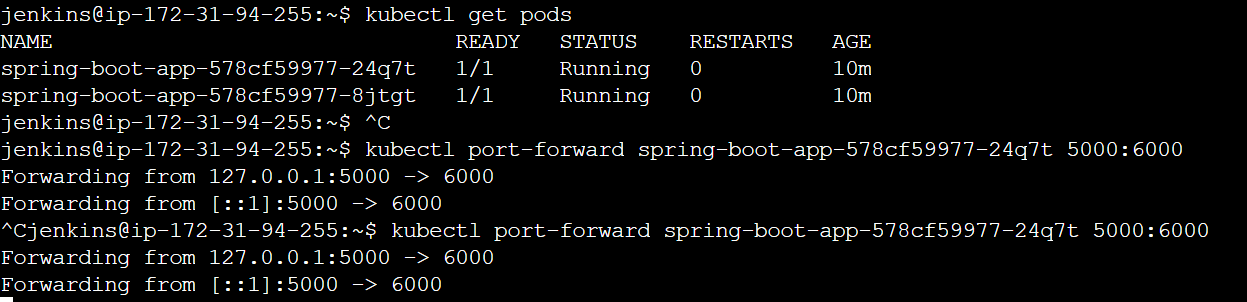 jenkins@ip-172-31-94-255:~$ kubectl get pods
NAME                               READY   STATUS    RESTARTS   AGE
spring-boot-app-578cf59977-24q7t   1/1     Running   0          10m
spring-boot-app-578cf59977-8jtgt   1/1     Running   0          10m
jenkins@ip-172-31-94-255:~$ ^C
jenkins@ip-172-31-94-255:~$ kubectl port-forward spring-boot-app-578cf59977-24q7t 5000:6000
Forwarding from 127.0.0.1:5000 -> 6000
Forwarding from [::1]:5000 -> 6000
^Cjenkins@ip-172-31-94-255:~$ kubectl port-forward spring-boot-app-578cf59977-24q7t 5000:6000
Forwarding from 127.0.0.1:5000 -> 6000
Forwarding from [::1]:5000 -> 6000